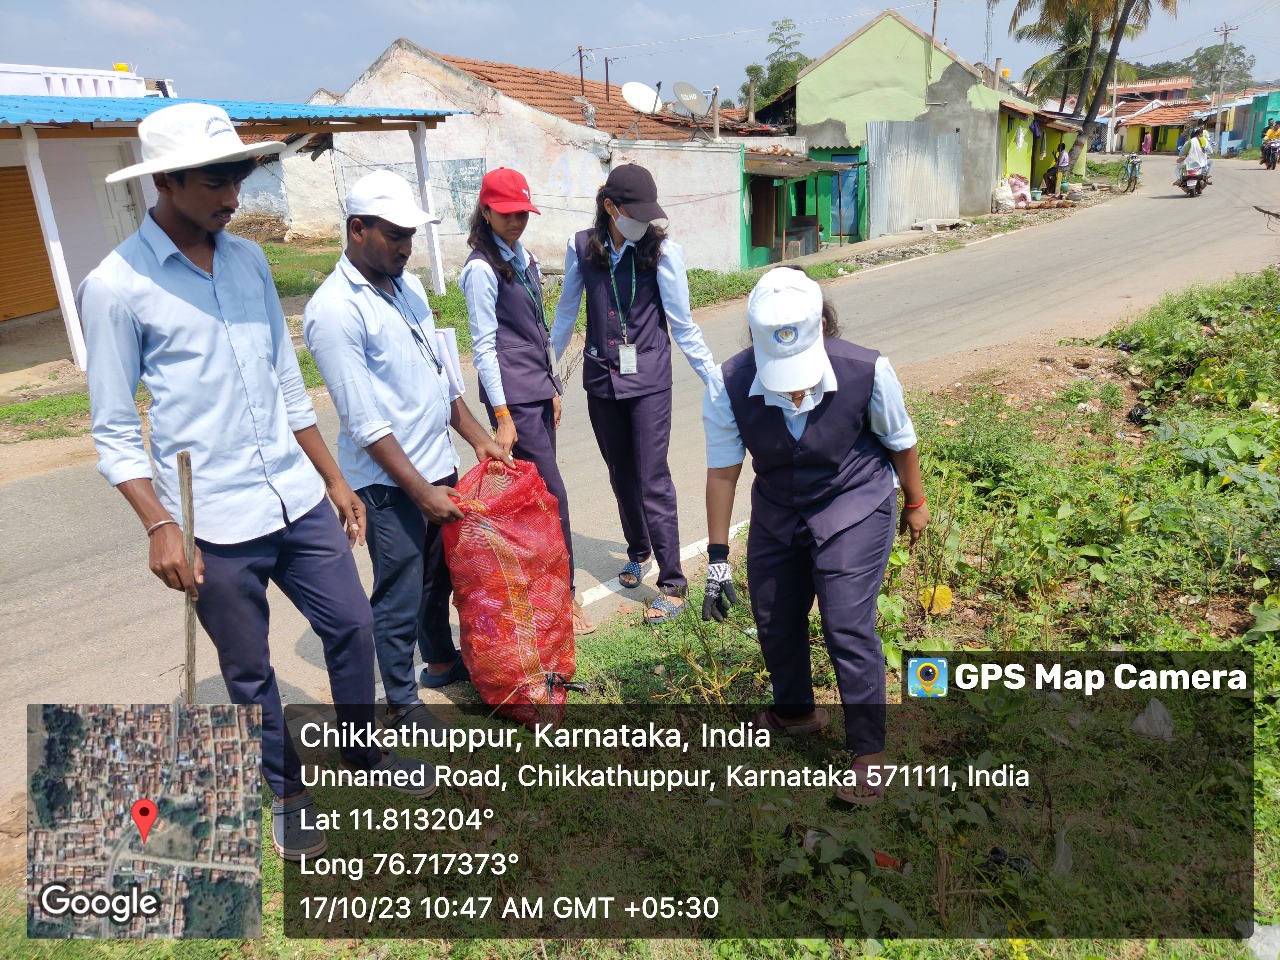 GPS Map Camera
Chikkathuppur, Karnataka, India
Unnamed Road, Chikkathuppur, Karnataka 571111, India
Lat 11.813204°
Long 76.717373°
17/10/23 10:47 AM GMT +05:30
Google